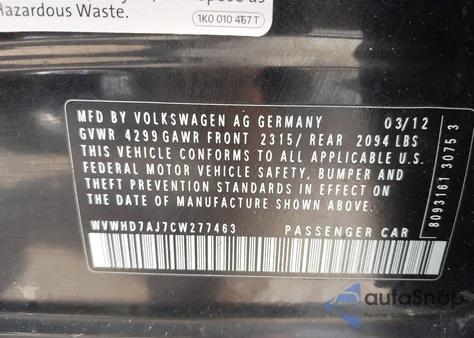 Hazardous Waste.
1K0 010 457 T
MFD BY VOLKSWAGEN AG GERMANY 03/12
GVWR 4299 GAWR FRONT 2315/ REAR 2094 LBS
THIS VEHICLE CONFORMS TO ALL APPLICABLE U.S.
FEDERAL MOTOR VEHICLE SAFETY, BUMPER AND
THEFT PREVENTION STANDARDS IN EFFECT ON
THE DATE OF MANUFACTURE SHOWN ABOVE.
WVWHD7AJ7CW277463 PASSENGER CAR
8093161 3075 3
autoSnap